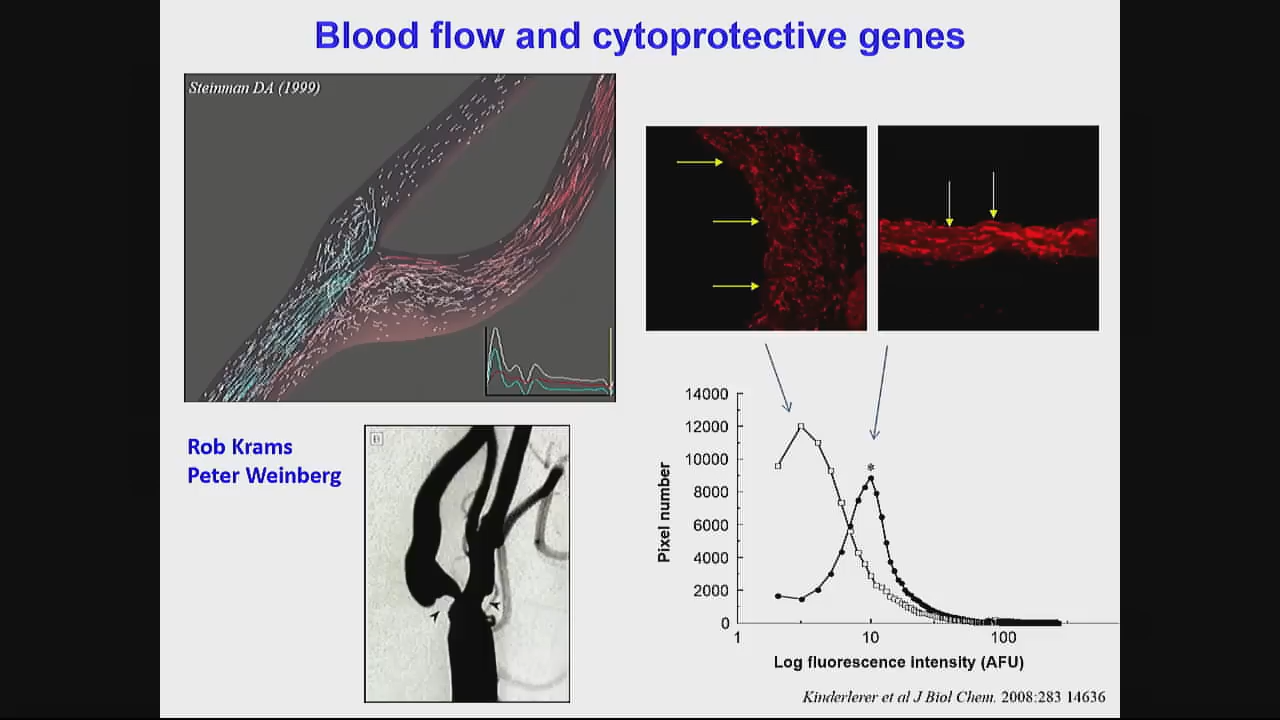 Blood flow and cytoprotective genes
Steinman DA (1999)
Rob Krams
Peter Weinberg
B
14000
12000
10000
8000
6000
4000
2000
0
Pixel number
*
1 10 100
Log fluorescence intensity (AFU)
Kinderlerer et al J Biol Chem. 2008:283 14636